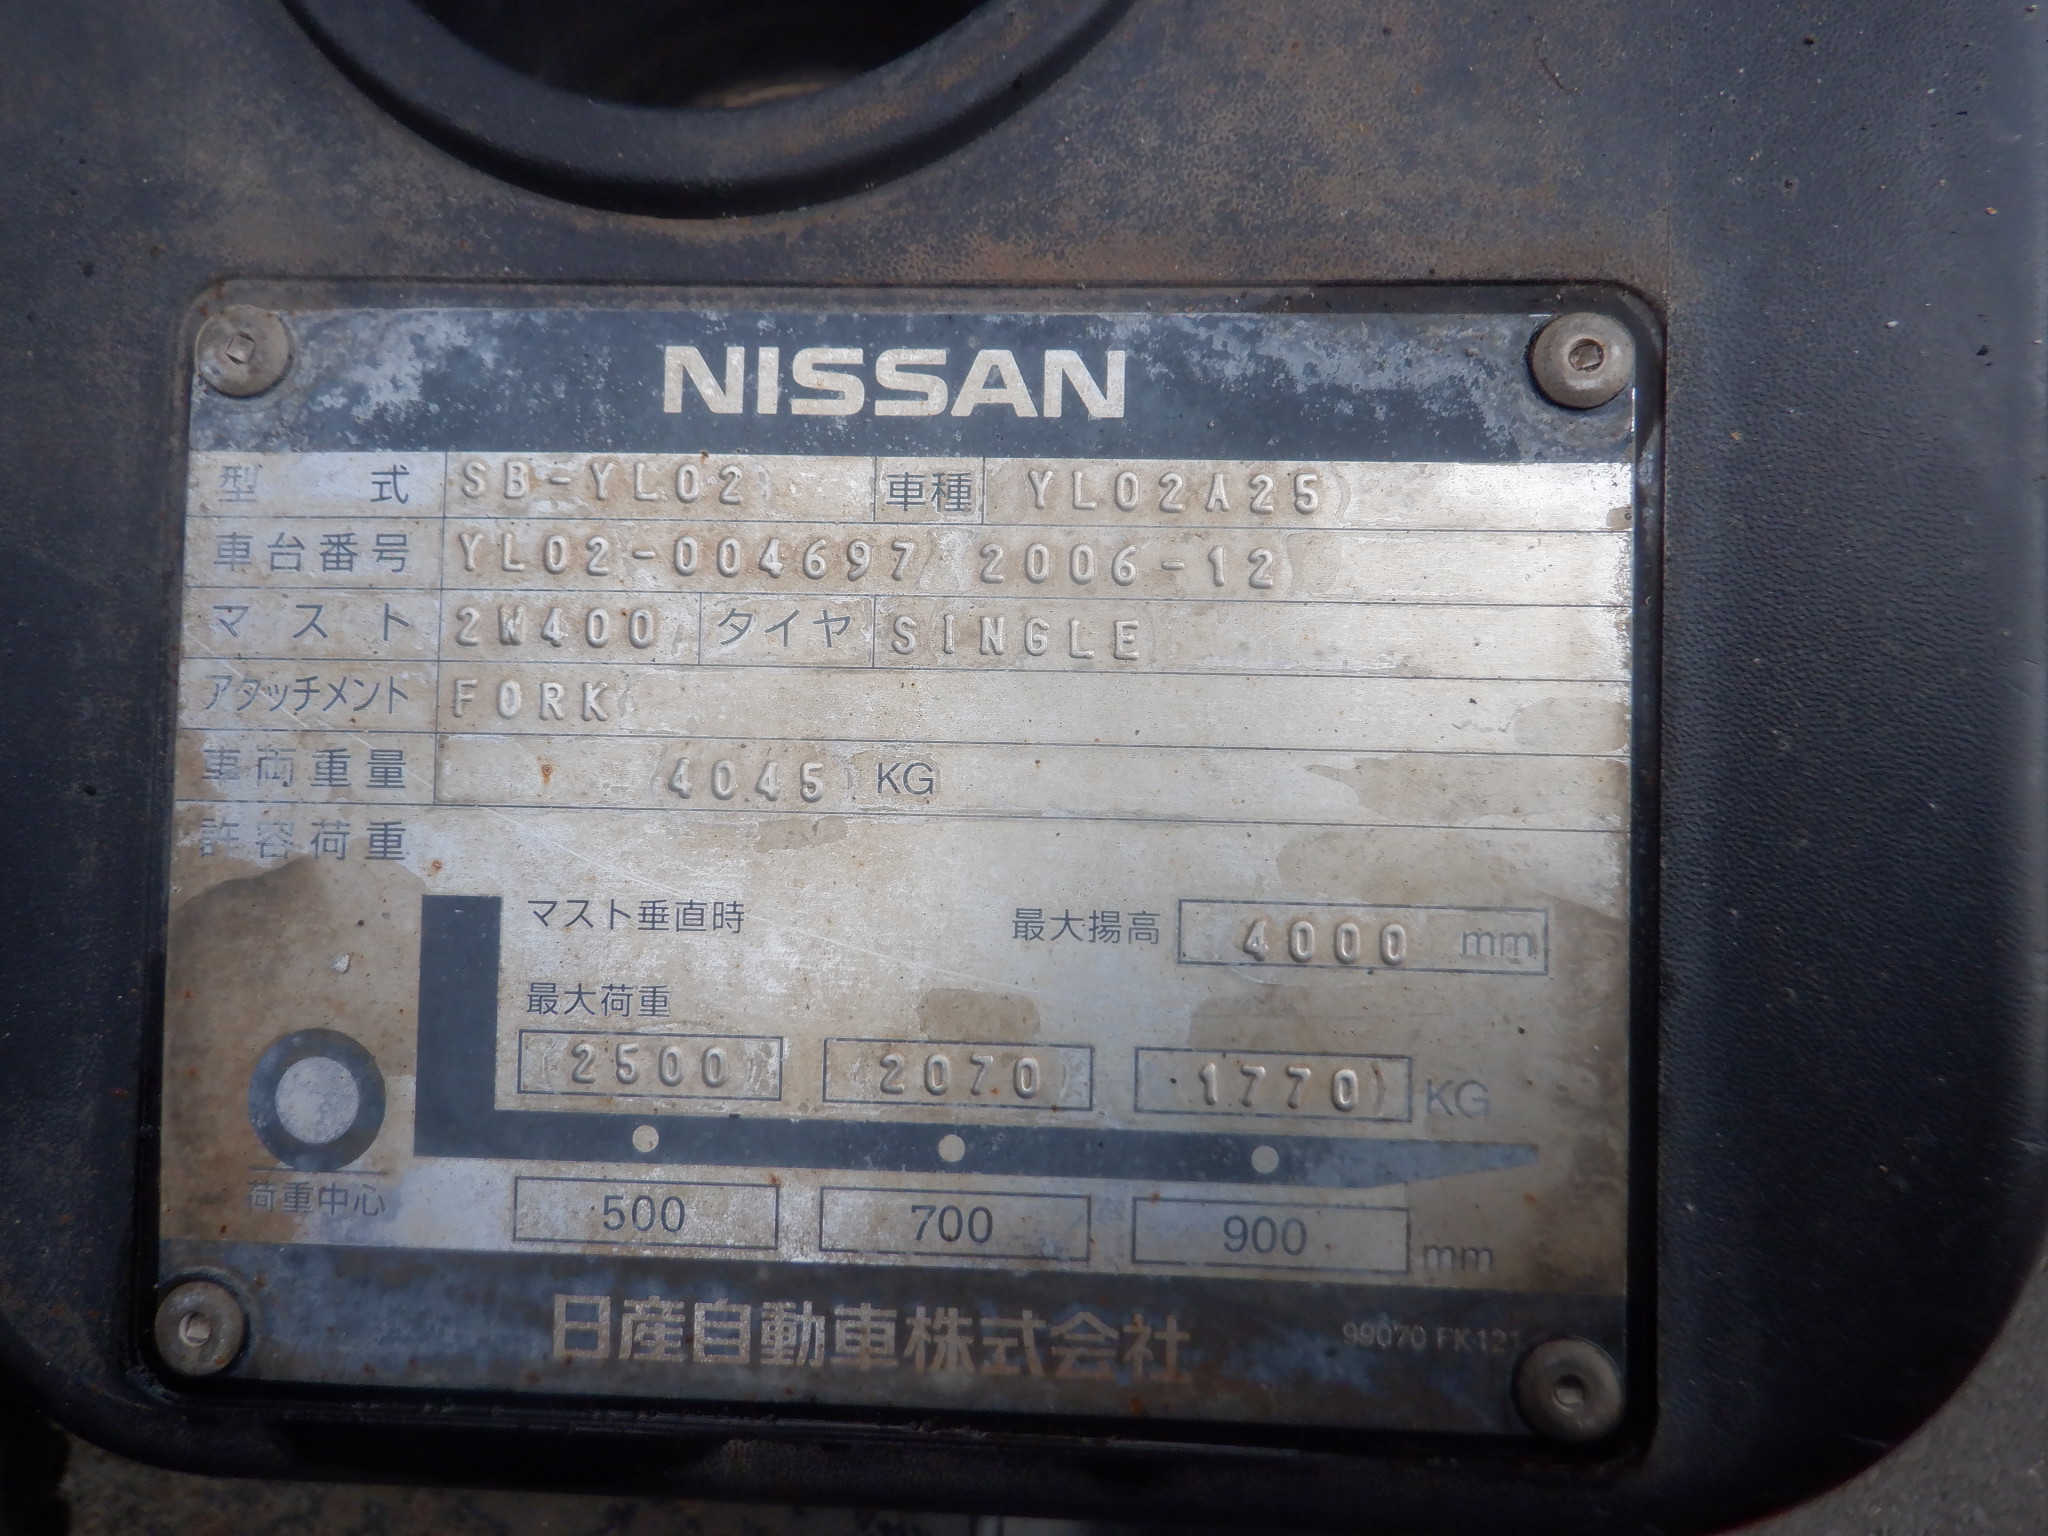 NISSAN
型式 SB-YL02 車種 YL02A25
車台番号 YL02-004697 2006-12
マスト 2W400 タイヤ SINGLE
アタッチメント FORK
車両重量 4045 KG
許容荷重
マスト垂直時 最大揚高 4000 mm
最大荷重
2500 2070 1770 KG
荷重中心
500 700 900 mm
日産自動車株式会社 99070